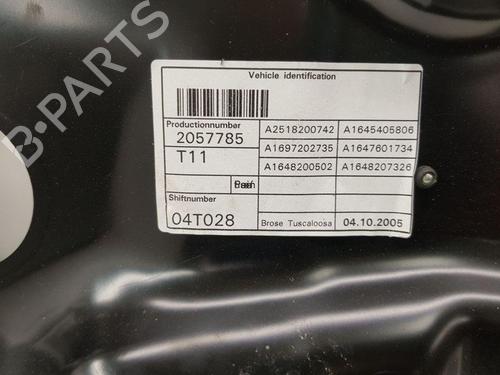 Vehicle identification
Productionnumber
2057785
T11
A2518200742 A1645405806
A1697202735 A1647601734
A1648200502 A1648207326
Shiftnumber
04T028
Brose Tuscaloosa 04.10.2005
B-PARTS